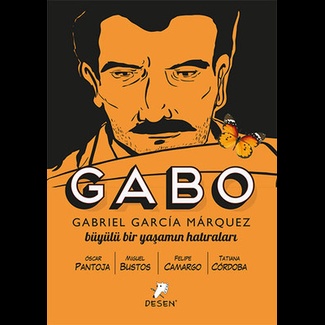 GABO
GABRIEL GARCÍA MÁRQUEZ
büyülü bir yaşamın hatıraları
OSCAR PANTOJA
MIGUEL BUSTOS
FELIPE CAMARGO
TATIANA CÓRDOBA
DESEN